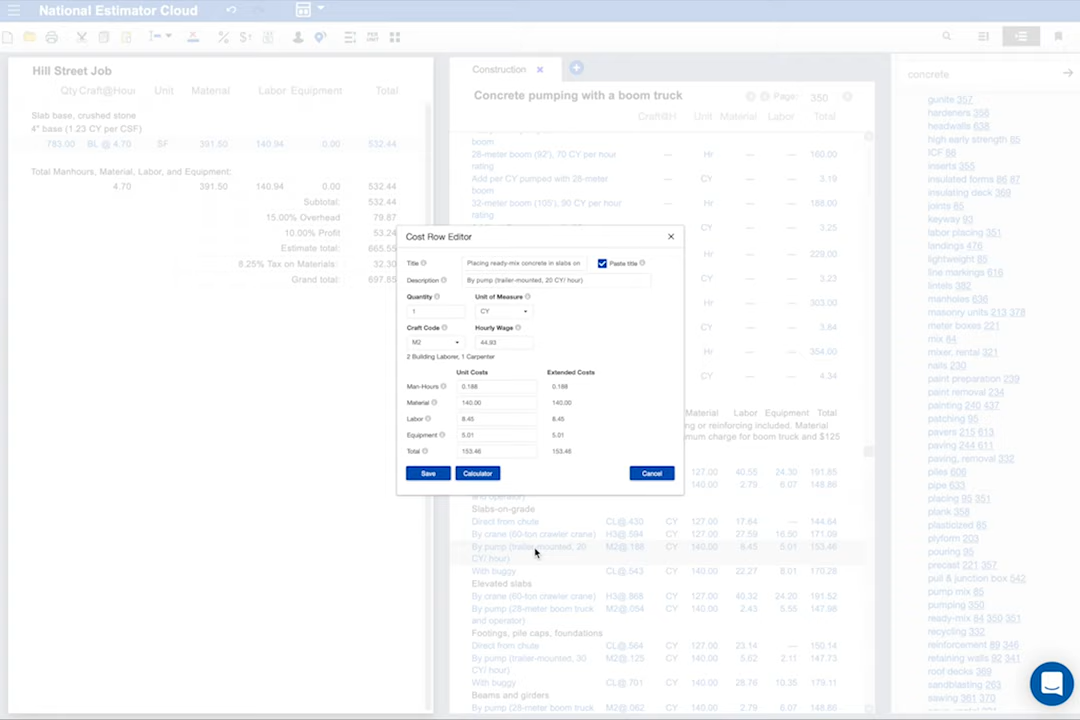 National Estimator Cloud
Hill Street Job
Qty Craft@Hour Unit Material Labor Equipment Total
Slab base, crushed stone
4" base (1.23 CY per CSF)
783.00 BL @ 4.70 SF 391.50 140.94 0.00 532.44
Total Manhours, Material, Labor, and Equipment:
4.70 391.50 140.94 0.00 532.44
Subtotal: 532.44
15.00% Overhead 79.87
10.00% Profit 53.24
Estimate total: 665.55
8.25% Tax on Materials 32.30
Grand total: 697.85
Construction
Concrete pumping with a boom truck
Page: 350
Craft@H Unit Material Labor Total
boom
28-meter boom (92'), 70 CY per hour
rating
— Hr — — 160.00
Add per CY pumped with 28-meter
boom
— CY — — 3.19
32-meter boom (105'), 90 CY per hour
rating
— Hr — — 188.00
CY — — 3.25
Hr — — 229.00
CY — — 3.23
Hr — — 303.00
CY — — 3.84
Hr — — 354.00
CY — — 4.34
Material Labor Equipment Total
ng or reinforcing included. Material
mum charge for boom truck and $125
127.00 40.55 24.30 191.85
140.00 2.79 6.07 148.86
and operator)
Slabs-on-grade
Direct from chute CL@.430 CY 127.00 17.64 — 144.64
By crane (60-ton crawler crane) H3@.594 CY 127.00 27.59 16.50 171.09
By pump (trailer-mounted, 20 M2@.188 CY 140.00 8.45 5.01 153.46
CY/ hour)
With buggy CL@.543 CY 140.00 22.27 8.01 170.28
Elevated slabs
By crane (60-ton crawler crane) H3@.868 CY 127.00 40.32 24.20 191.52
By pump (28-meter boom truck M2@.054 CY 140.00 2.43 5.55 147.98
and operator)
Footings, pile caps, foundations
Direct from chute CL@.564 CY 127.00 23.14 — 150.14
By pump (trailer-mounted, 30 M2@.125 CY 140.00 5.62 2.11 147.73
CY/ hour)
With buggy CL@.701 CY 140.00 28.76 10.35 179.11
Beams and girders
By pump (28-meter boom truck M2@.062 CY
Cost Row Editor
Title Placing ready-mix concrete in slabs on Paste title
Description By pump (trailer-mounted, 20 CY/ hour)
Quantity Unit of Measure
1 CY
Craft Code Hourly Wage
M2 44.93
2 Building Laborer, 1 Carpenter
Unit Costs Extended Costs
Man-Hours 0.188 0.188
Material 140.00 140.00
Labor 8.45 8.45
Equipment 5.01 5.01
Total 153.46 153.46
Save Calculator Cancel
concrete
gunite 357
hardeners 356
headwalls 638
high early strength 85
ICF 86
inserts 355
insulated forms 86 87
insulating deck 369
joints 85
keyway 93
labor placing 351
landings 476
lightweight 85
line markings 616
lintels 382
manholes 636
masonry units 213 378
meter boxes 221
mix 84
mixer, rental 321
nails 230
paint preparation 239
paint removal 234
painting 240 437
patching 95
pavers 215 613
paving 244 611
paving, removal 332
piles 606
pipe 633
placing 95 351
plank 358
plasticized 85
plyform 203
pouring 95
precast 221 357
pull & junction box 642
pump mix 85
pumping 350
ready-mix 84 350 351
recycling 332
reinforcement 89 346
retaining walls 92 341
roof decks 369
sandblasting 263
sawing 361 370